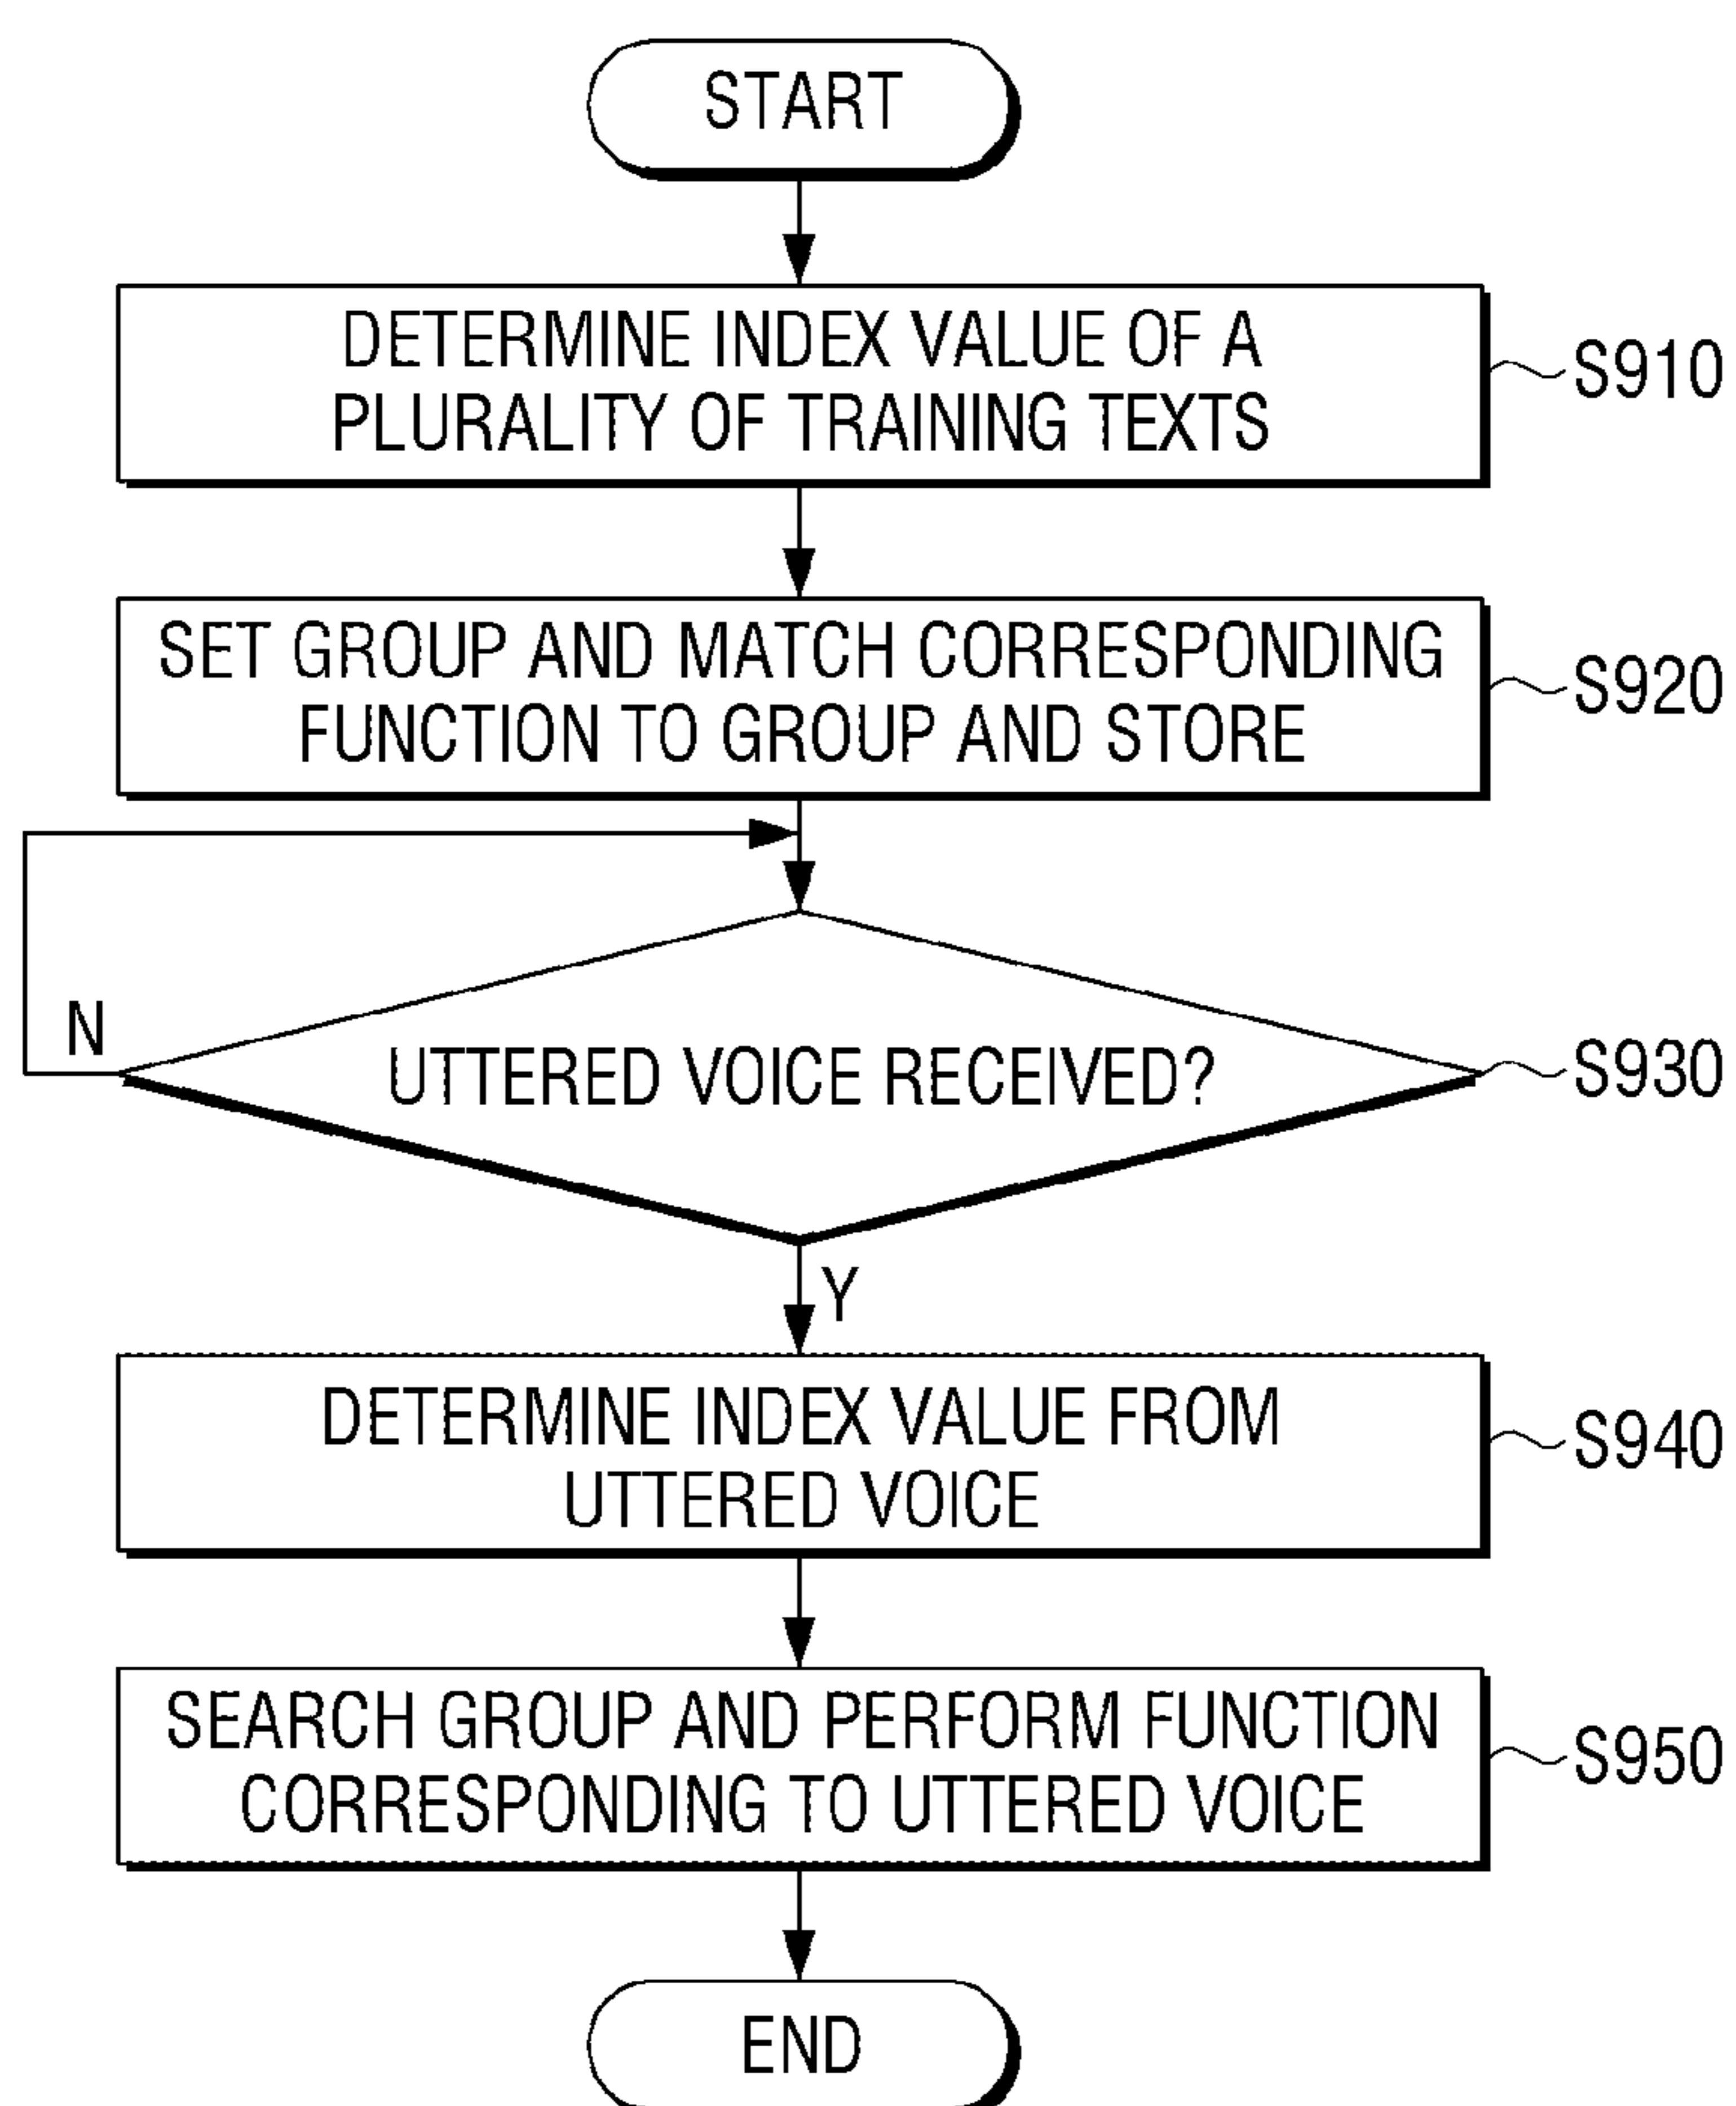 START
DETERMINE INDEX VALUE OF A
PLURALITY OF TRAINING TEXTS
S910
SET GROUP AND MATCH CORRESPONDING
FUNCTION TO GROUP AND STORE
S920
N
UTTERED VOICE RECEIVED?
S930
Y
DETERMINE INDEX VALUE FROM
UTTERED VOICE
S940
SEARCH GROUP AND PERFORM FUNCTION
CORRESPONDING TO UTTERED VOICE
S950
END